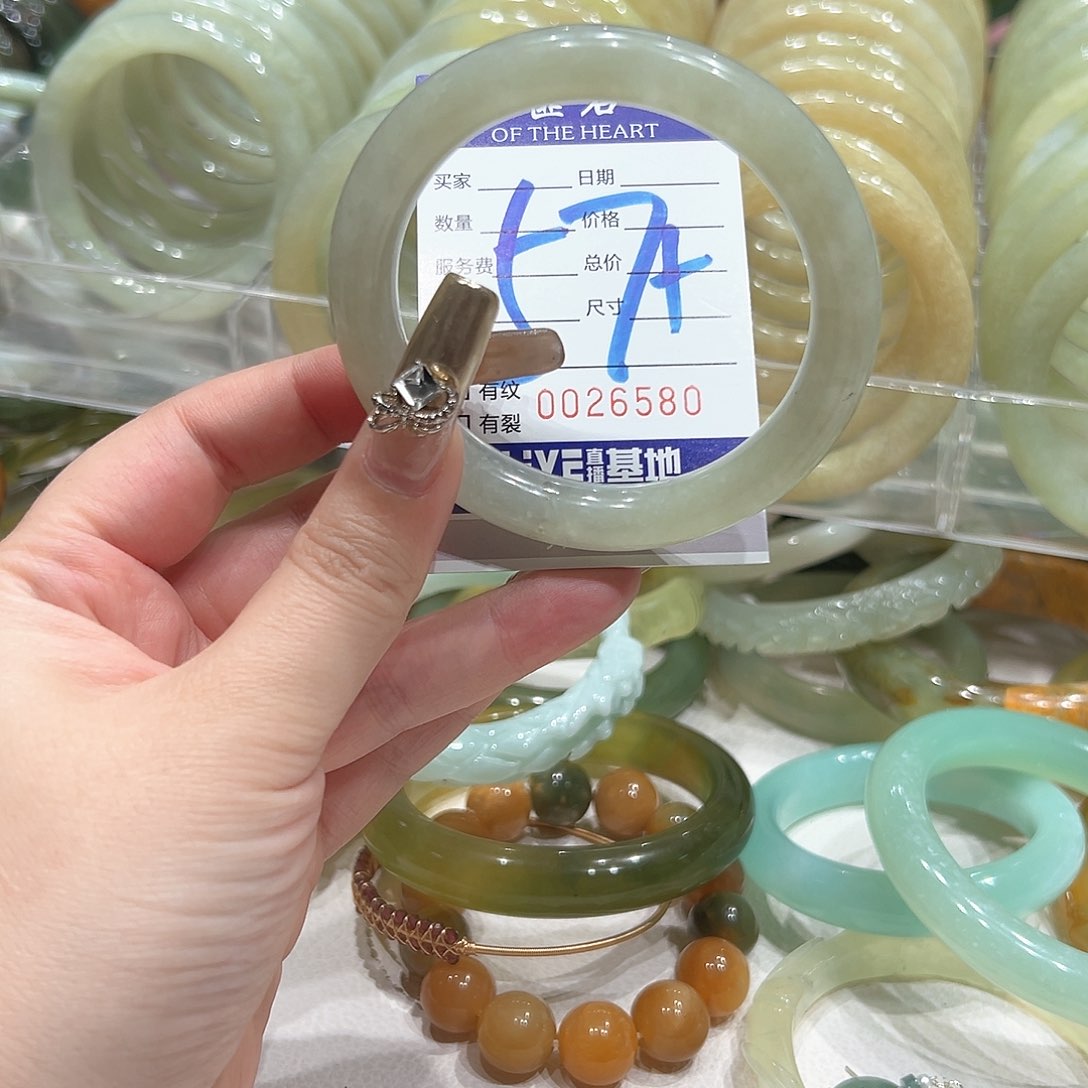 OF THE HEART
买家 日期
数量 价格
服务费 总价
尺寸
有纹
有裂
0026580
直播基地